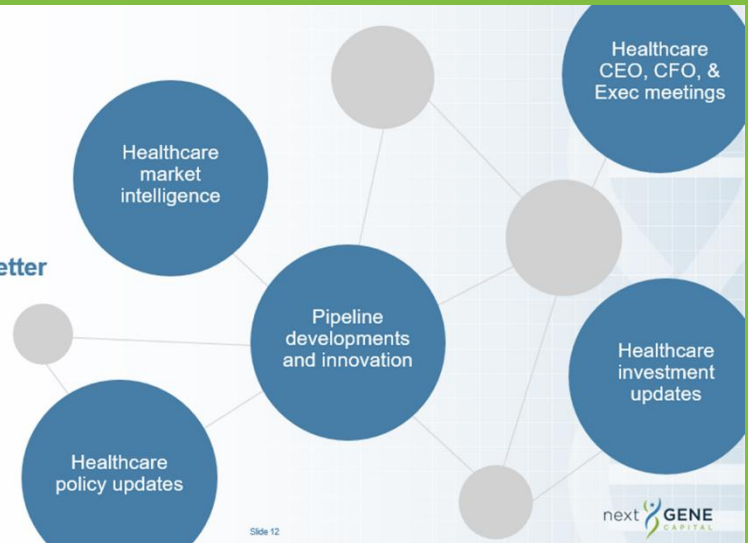 Healthcare
CEO, CFO, &
Exec meetings
Healthcare
market
intelligence
etter
Pipeline
developments
and innovation
Healthcare
investment
updates
Healthcare
policy updates
Slide 12
next GENE
CAPITAL